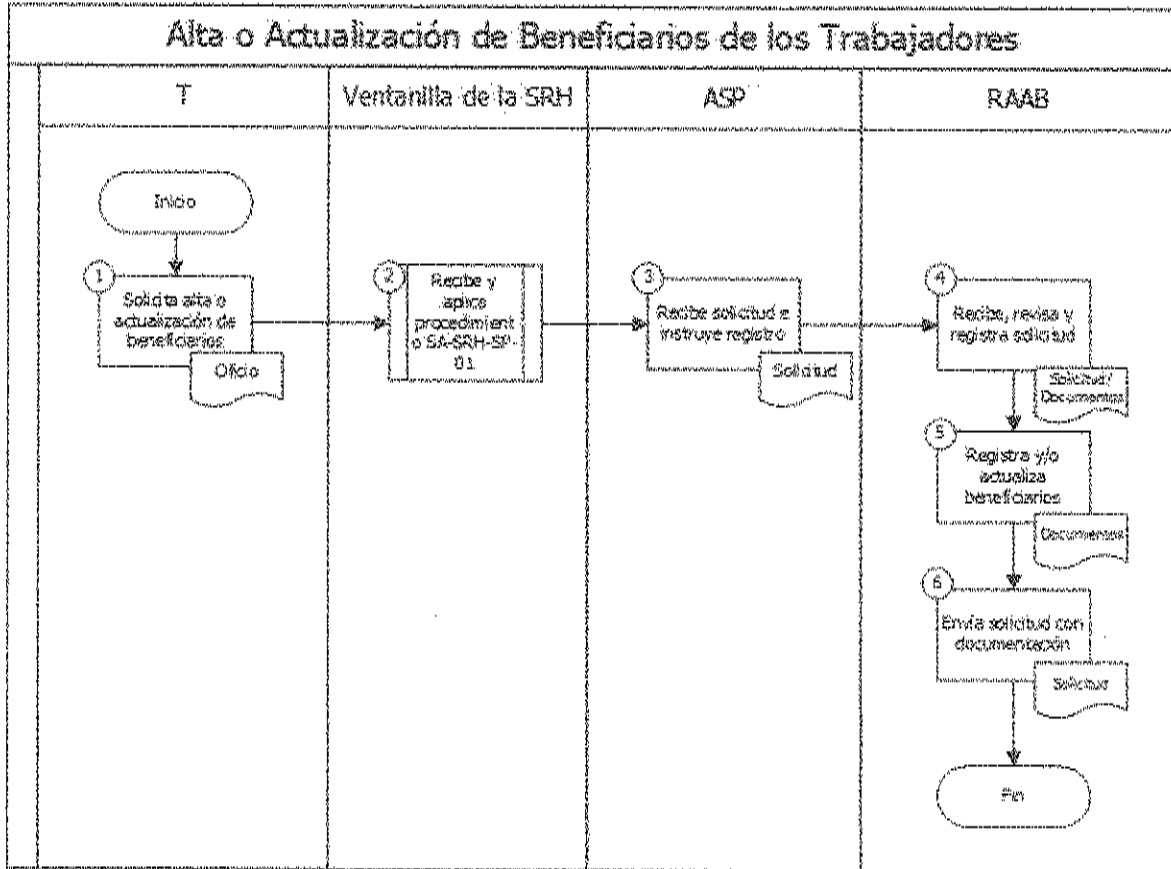 Alta o Actualización de Beneficiarios de los Trabajadores
T
Ventanilla de la SRH
ASP
RAAB
Inicio
1
Solicita alta o
actualización de
beneficiarios
Oficio
2
Recibe y
aplica
procedimient
o SA-SRH-SP-
01
3
Recibe solicitud e
instruye registro
Solicitud
4
Recibe, revisa y
registra solicitud
Solicitud/
Documentos
5
Registra y/o
actualiza
beneficiarios
Documentos
6
Envía solicitud con
documentación
Solicitud
Fin